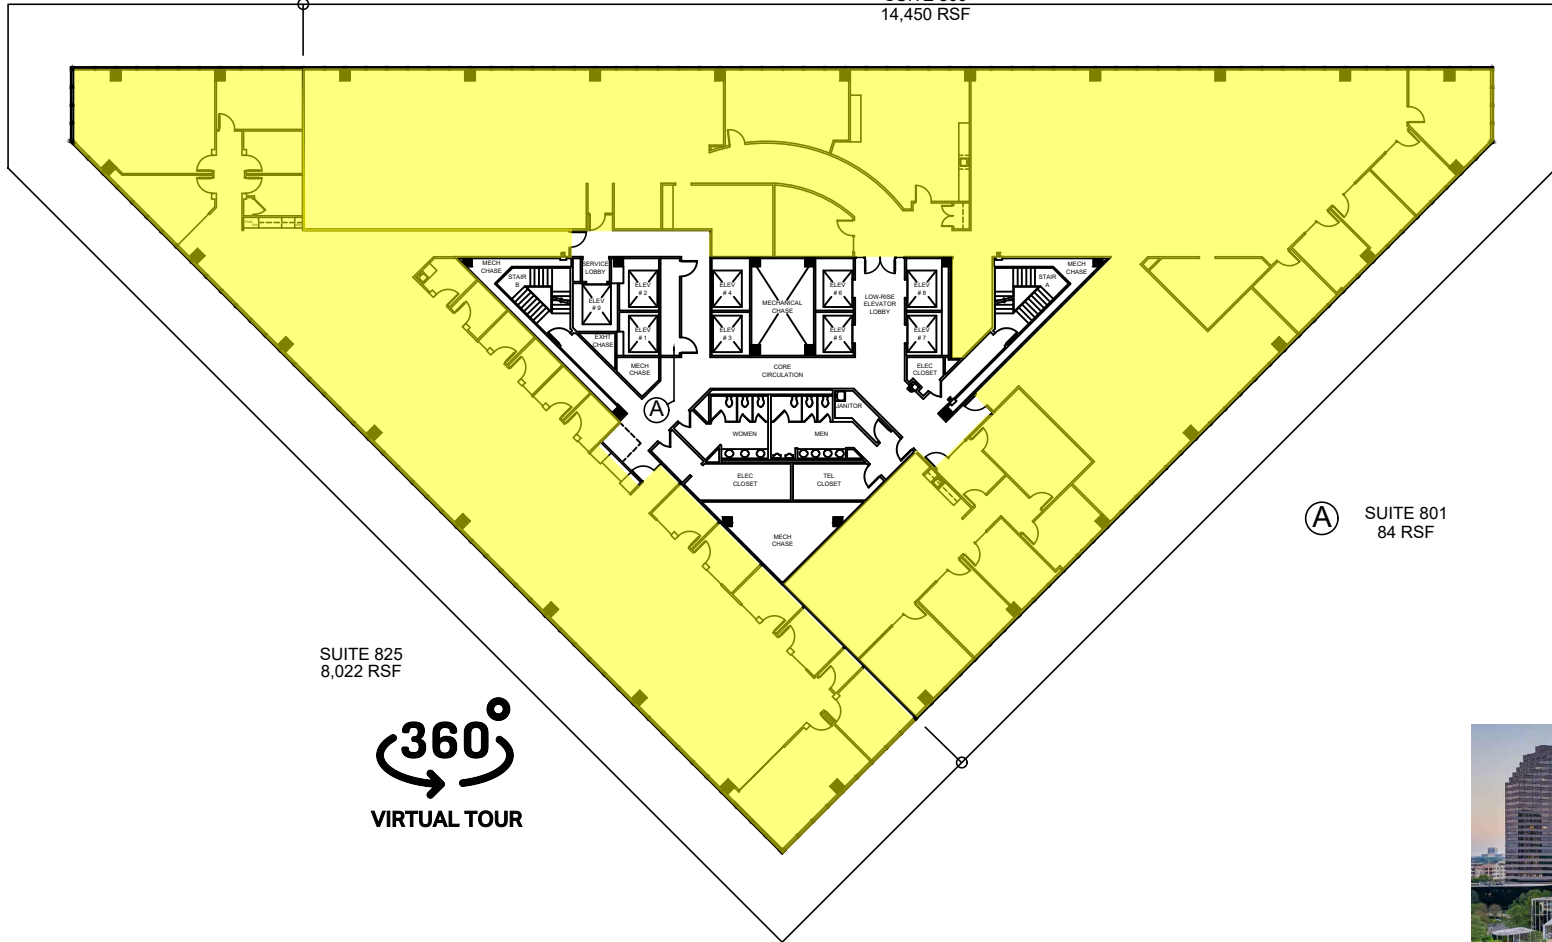 14,450 RSF
MECH
CHASE
STAIR
B
SERVICE
LOBBY
ELEV
# 9
ELEV
# 2
ELEV
# 1
EXHT
CHASE
MECH
CHASE
ELEV
# 4
ELEV
# 3
MECHANICAL
CHASE
ELEV
# 6
ELEV
# 5
LOW-RISE
ELEVATOR
LOBBY
ELEV
# 8
ELEV
# 7
ELEC
CLOSET
STAIR
A
MECH
CHASE
CORE
CIRCULATION
A
WOMEN
MEN
JANITOR
ELEC
CLOSET
TEL
CLOSET
MECH
CHASE
A
SUITE 801
84 RSF
SUITE 825
8,022 RSF
360°
VIRTUAL TOUR